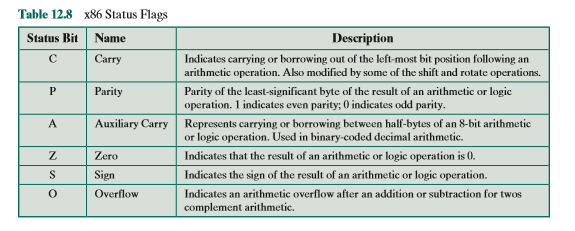 Table 12.8 x86 Status Flags
Status Bit Name Description
C Carry Indicates carrying or borrowing out of the left-most bit position following an
arithmetic operation. Also modified by some of the shift and rotate operations.
P Parity Parity of the least-significant byte of the result of an arithmetic or logic
operation. 1 indicates even parity; 0 indicates odd parity.
A Auxiliary Carry Represents carrying or borrowing between half-bytes of an 8-bit arithmetic
or logic operation. Used in binary-coded decimal arithmetic.
Z Zero Indicates that the result of an arithmetic or logic operation is 0.
S Sign Indicates the sign of the result of an arithmetic or logic operation.
O Overflow Indicates an arithmetic overflow after an addition or subtraction for twos
complement arithmetic.